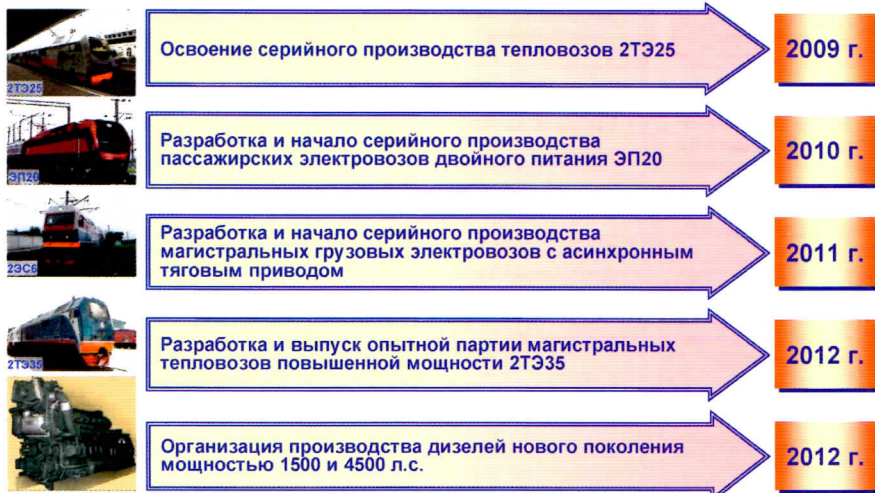 2ТЭ25
Освоение серийного производства тепловозов 2ТЭ25
2009 г.
ЭП20
Разработка и начало серийного производства
пассажирских электровозов двойного питания ЭП20
2010 г.
2ЭС6
Разработка и начало серийного производства
магистральных грузовых электровозов с асинхронным
тяговым приводом
2011 г.
2ТЭ35
Разработка и выпуск опытной партии магистральных
тепловозов повышенной мощности 2ТЭ35
2012 г.
Организация производства дизелей нового поколения
мощностью 1500 и 4500 л.с.
2012 г.